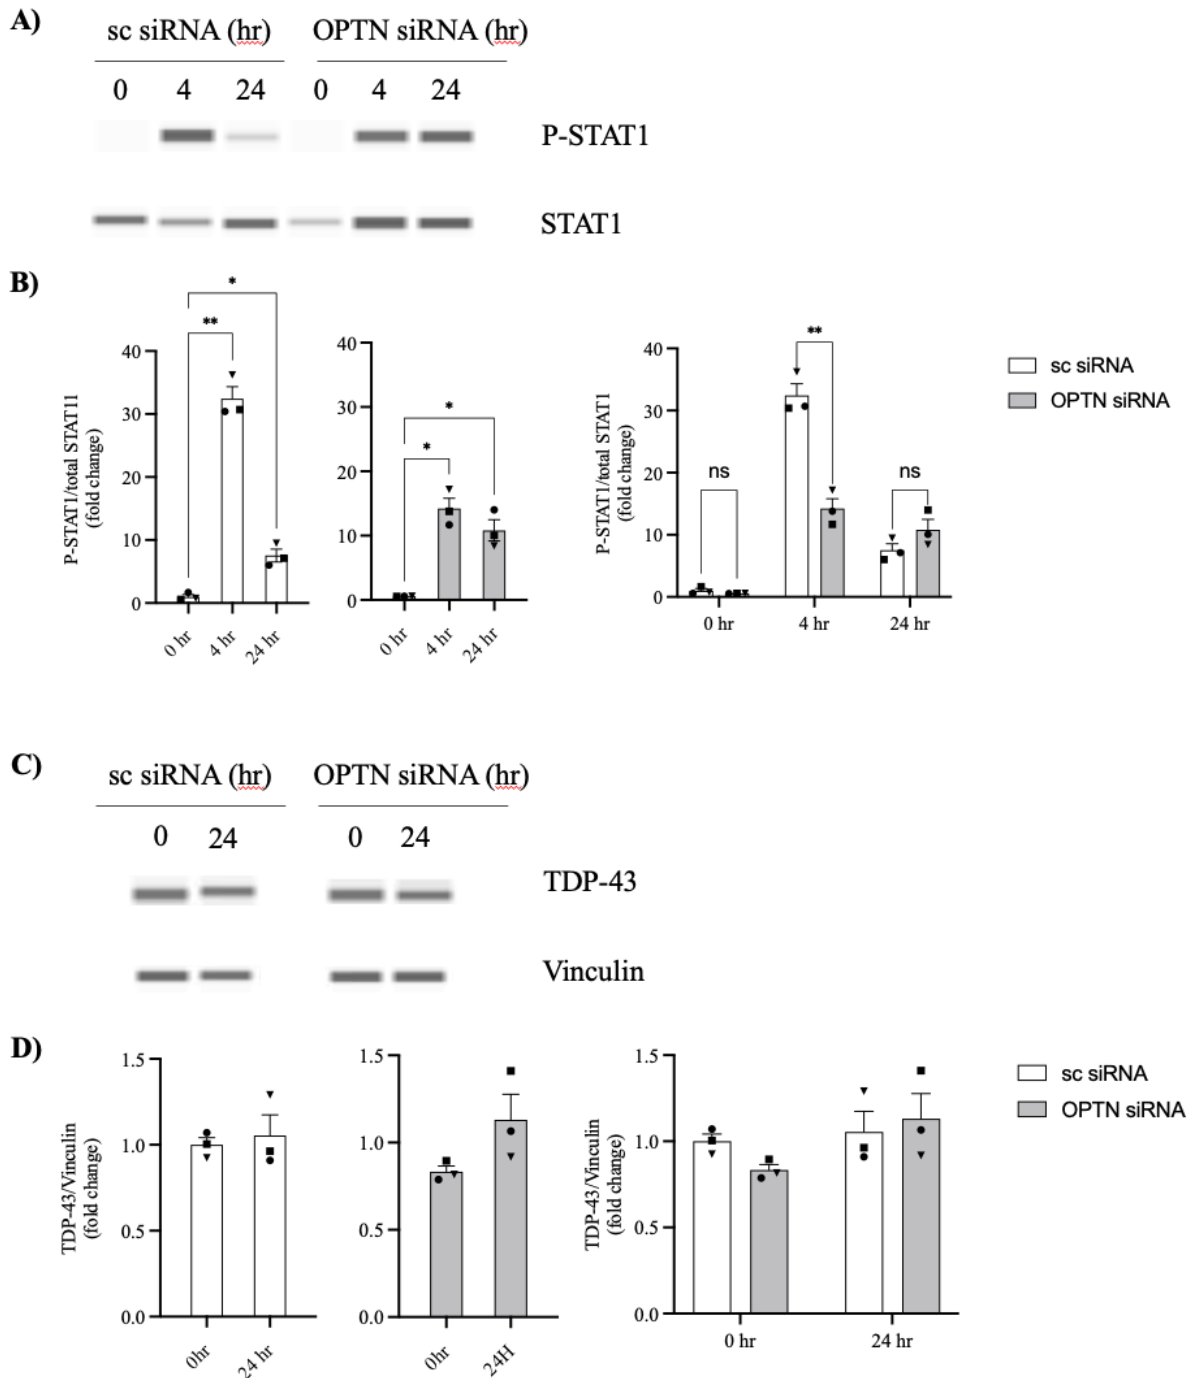 A)
sc siRNA (hr) OPTN siRNA (hr)
0 4 24 0 4 24
P-STAT1
STAT1
B)
* ** * * ** ns ns
P-STAT1/total STAT11
(fold change)
40
30
20
10
0
0 hr 4 hr 24 hr
40
30
20
10
0
0 hr 4 hr 24 hr
P-STAT1/total STAT1
(fold change)
40
30
20
10
0
0 hr 4 hr 24 hr
sc siRNA
OPTN siRNA
C)
sc siRNA (hr) OPTN siRNA (hr)
0 24 0 24
TDP-43
Vinculin
D)
TDP-43/Vinculin
(fold change)
1.5
1.0
0.5
0.0
0hr 24 hr
1.5
1.0
0.5
0.0
0hr 24H
TDP-43/Vinculin
(fold change)
1.5
1.0
0.5
0.0
0 hr 24 hr
sc siRNA
OPTN siRNA